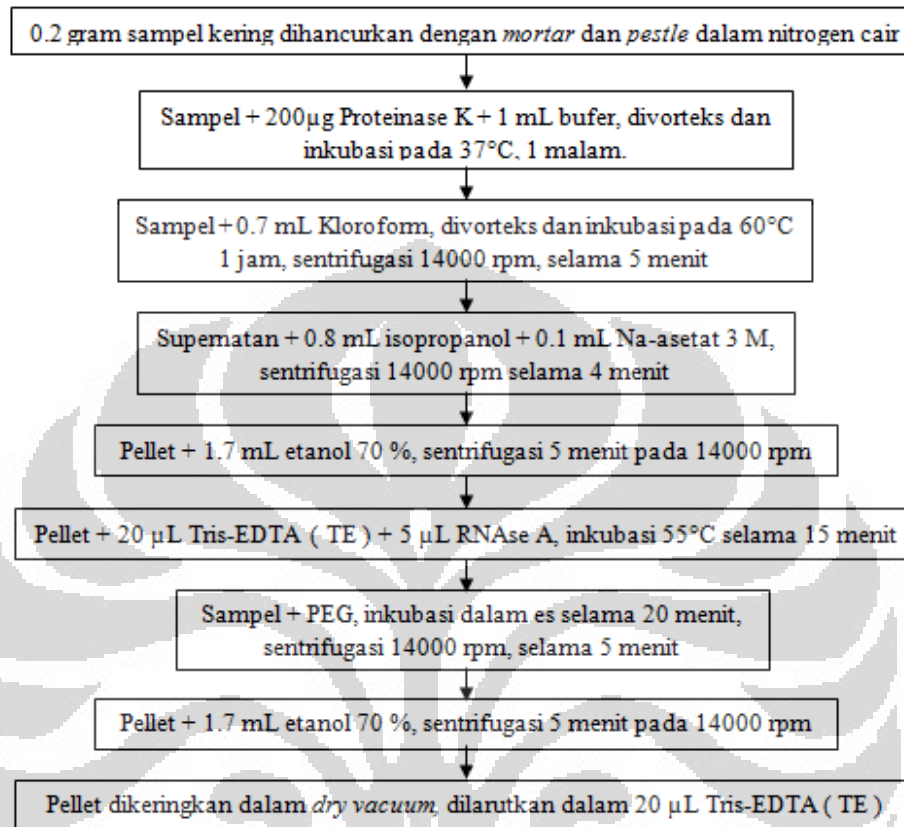 0.2 gram sampel kering dihancurkan dengan mortar dan pestle dalam nitrogen cair
Sampel + 200µg Proteinase K + 1 mL bufer, divorteks dan
inkubasi pada 37°C, 1 malam.
Sampel + 0.7 mL Kloroform, divorteks dan inkubasi pada 60°C
1 jam, sentrifugasi 14000 rpm, selama 5 menit
Supernatan + 0.8 mL isopropanol + 0.1 mL Na-asetat 3 M,
sentrifugasi 14000 rpm selama 4 menit
Pellet + 1.7 mL etanol 70 %, sentrifugasi 5 menit pada 14000 rpm
Pellet + 20 µL Tris-EDTA ( TE ) + 5 µL RNAse A, inkubasi 55°C selama 15 menit
Sampel + PEG, inkubasi dalam es selama 20 menit,
sentrifugasi 14000 rpm, selama 5 menit
Pellet + 1.7 mL etanol 70 %, sentrifugasi 5 menit pada 14000 rpm
Pellet dikeringkan dalam dry vacuum, dilarutkan dalam 20 µL Tris-EDTA ( TE )